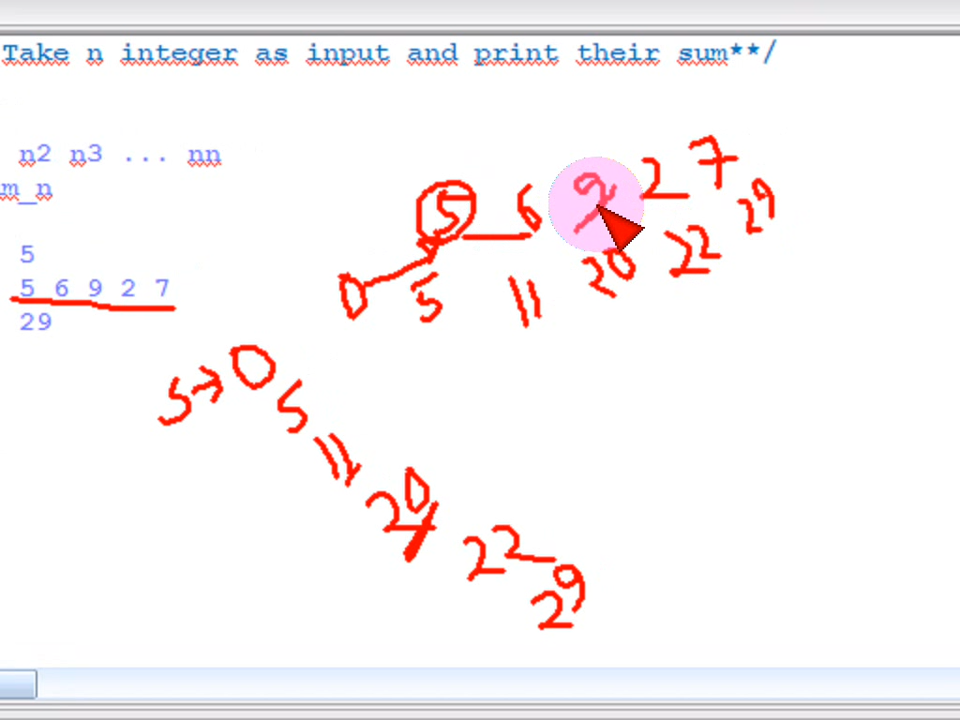 Take n integer as input and print their sum**/
n2 n3 ... nn
m_n
5
5 6 9 2 7
29
5 6 9 2 7
0 5 11 20 22 29
S→0
5
11
20
22
29